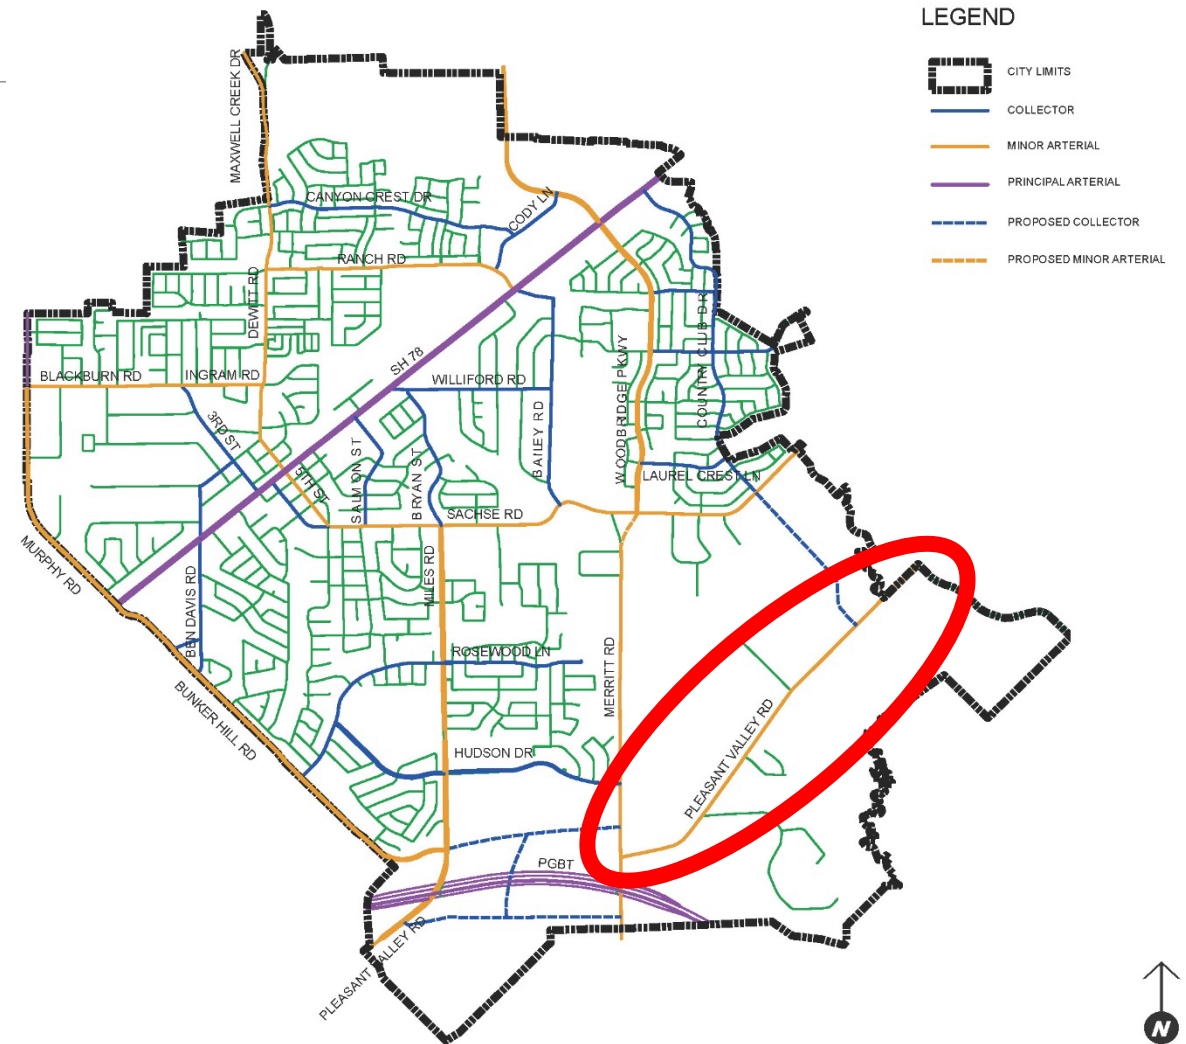 LEGEND
CITY LIMITS
COLLECTOR
MINOR ARTERIAL
PRINCIPAL ARTERIAL
PROPOSED COLLECTOR
PROPOSED MINOR ARTERIAL
MAXWELL CREEK DR
CANYON CREST DR
CODY LN
RANCH RD
DEWITT RD
SH 78
BLACKBURN RD
INGRAM RD
WILLIFORD RD
WOODBRIDGE PKWY
COUNTRY CLUB DR
3RD ST
5TH ST
SALMON ST
BRYAN ST
BAILEY RD
LAUREL CREST LN
SACHSE RD
MURPHY RD
BEN DAVIS RD
MILES RD
ROSEWOOD LN
MERRITT RD
BUNKER HILL RD
HUDSON DR
PLEASANT VALLEY RD
PGBT
PLEASANT VALLEY RD
N